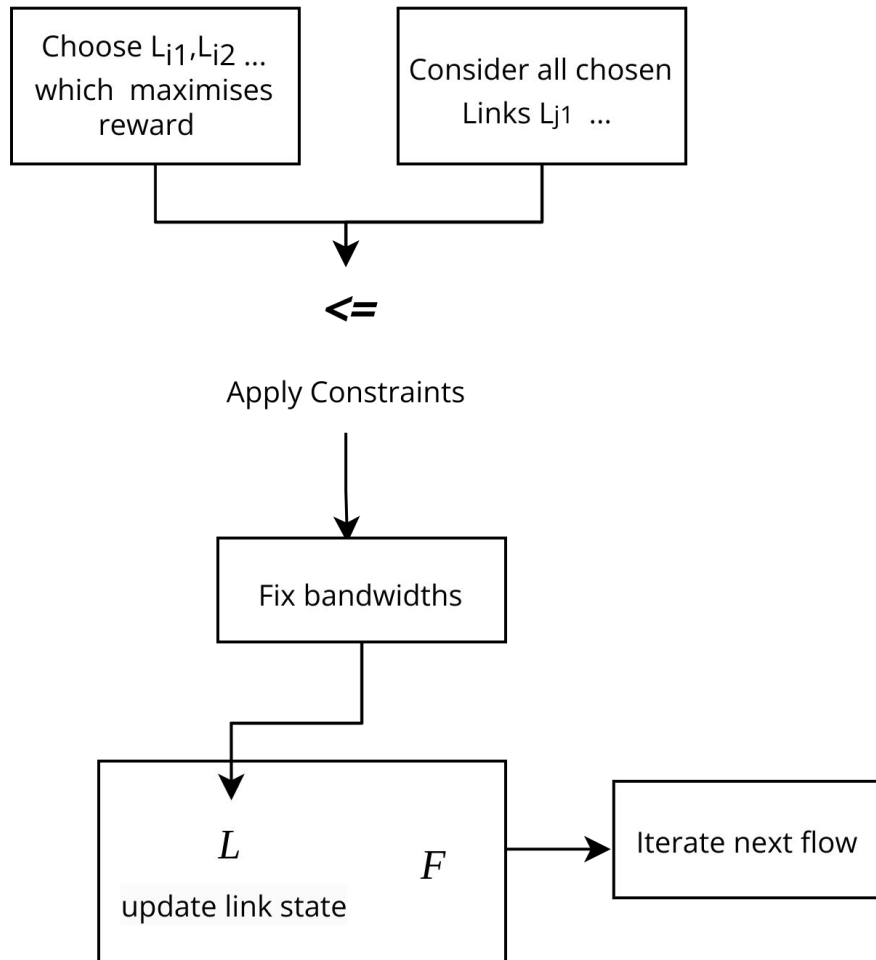 Choose Li1,Li2 ...
which maximises
reward
Consider all chosen
Links Lj1 ...
<=
Apply Constraints
Fix bandwidths
L
F
update link state
Iterate next flow